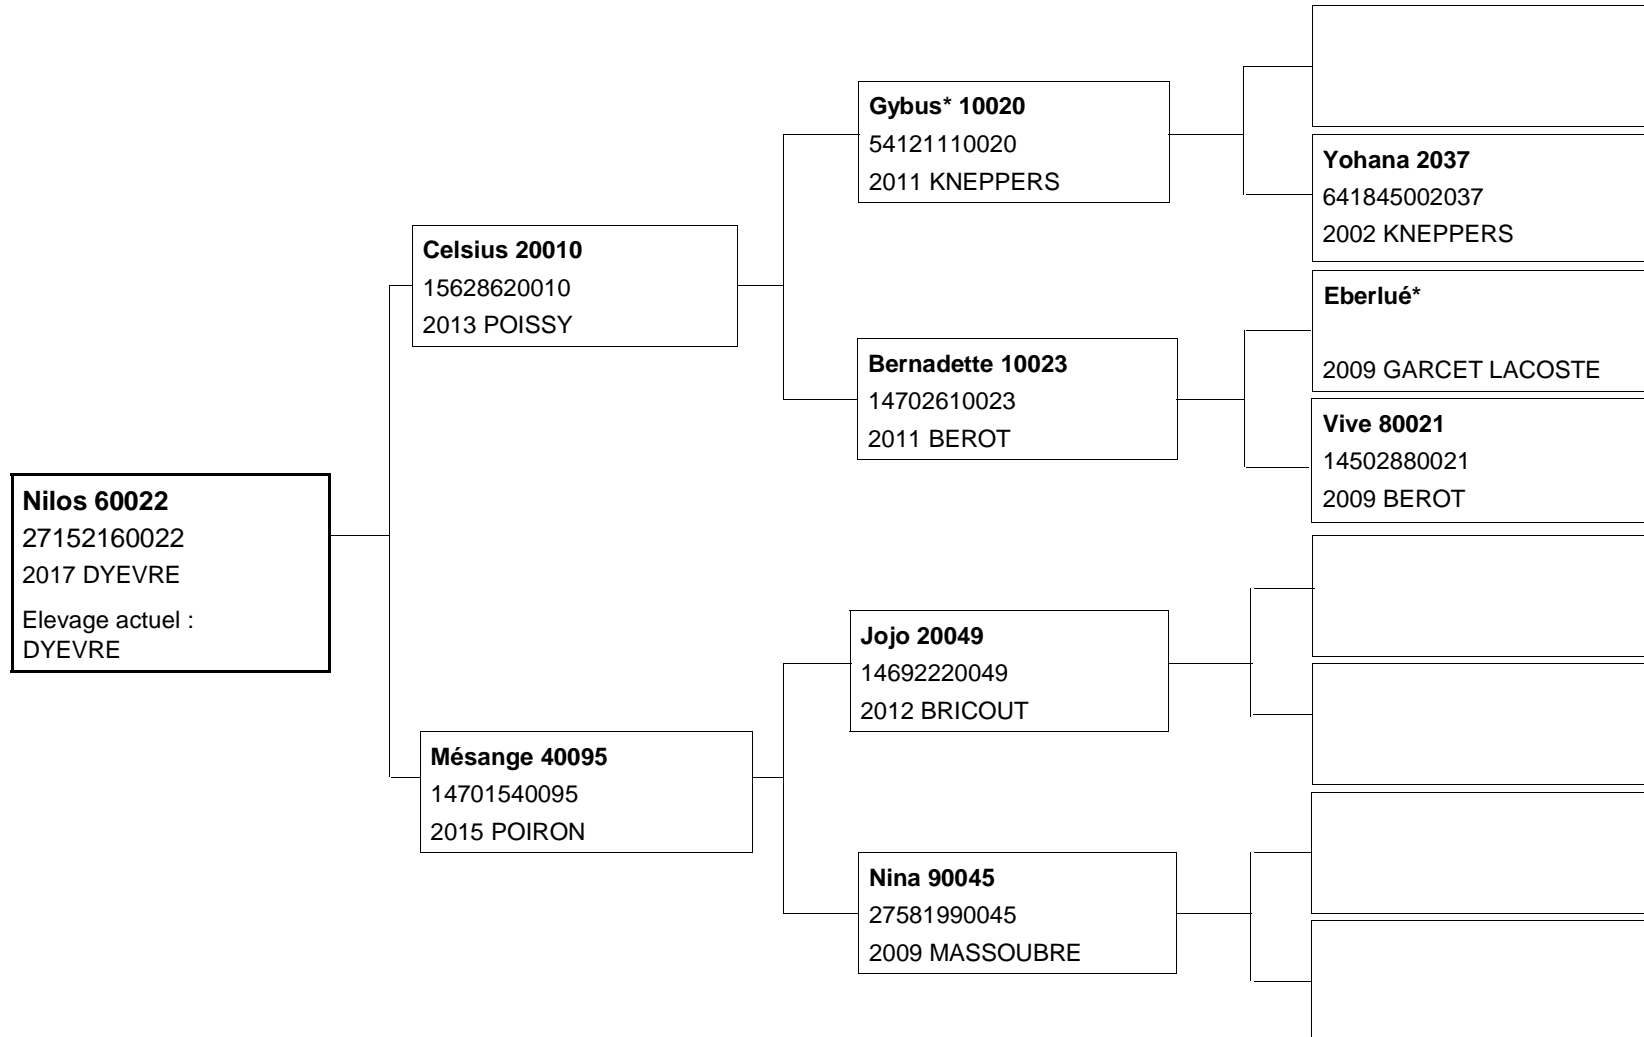 Gybus* 10020
54121110020
2011 KNEPPERS
Yohana 2037
641845002037
2002 KNEPPERS
Celsius 20010
15628620010
2013 POISSY
Eberlué*
2009 GARCET LACOSTE
Bernadette 10023
14702610023
2011 BEROT
Vive 80021
14502880021
2009 BEROT
Nilos 60022
27152160022
2017 DYEVRE
Elevage actuel :
DYEVRE
Jojo 20049
14692220049
2012 BRICOUT
Mésange 40095
14701540095
2015 POIRON
Nina 90045
27581990045
2009 MASSOUBRE